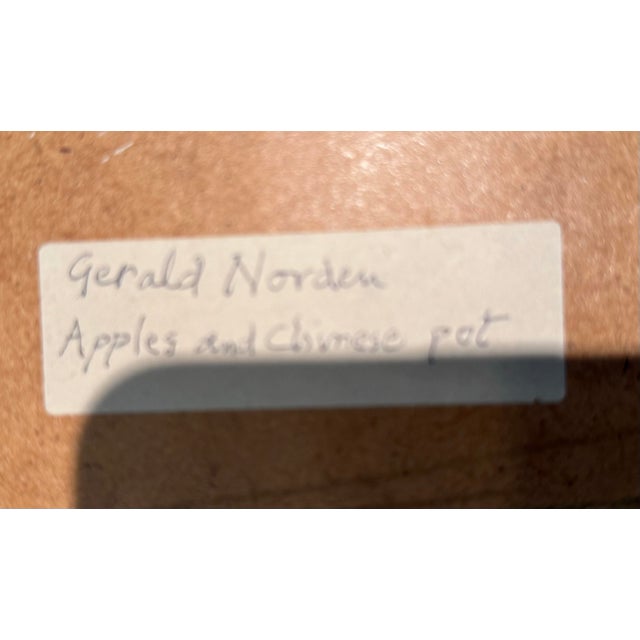 Gerald Norden
Apples and Chinese pot